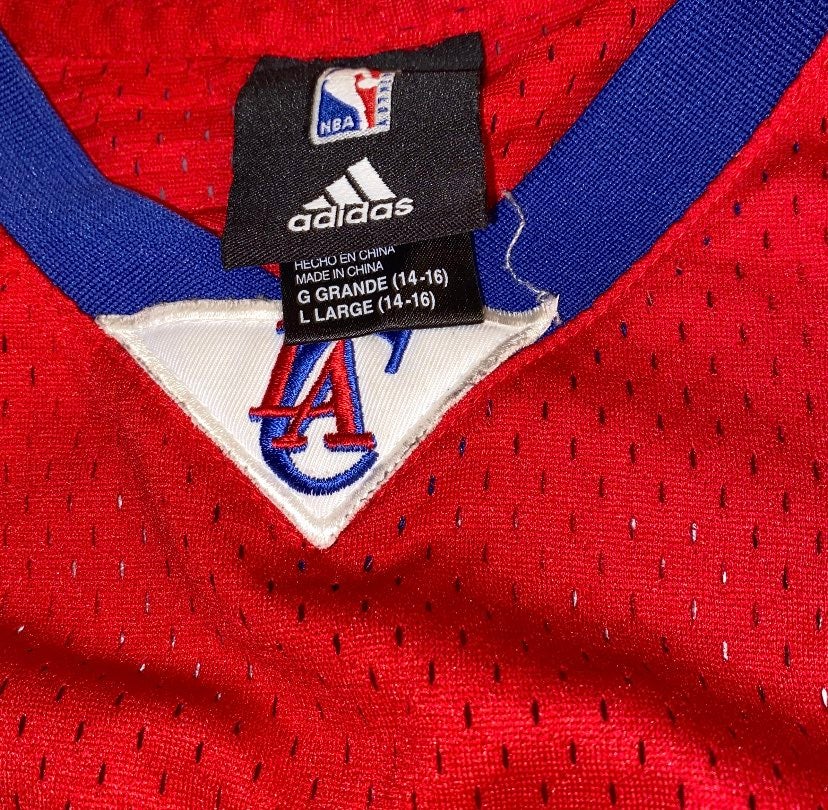 NBA
adidas
HECHO EN CHINA
MADE IN CHINA
G GRANDE (14-16)
L LARGE (14-16)
LA
C